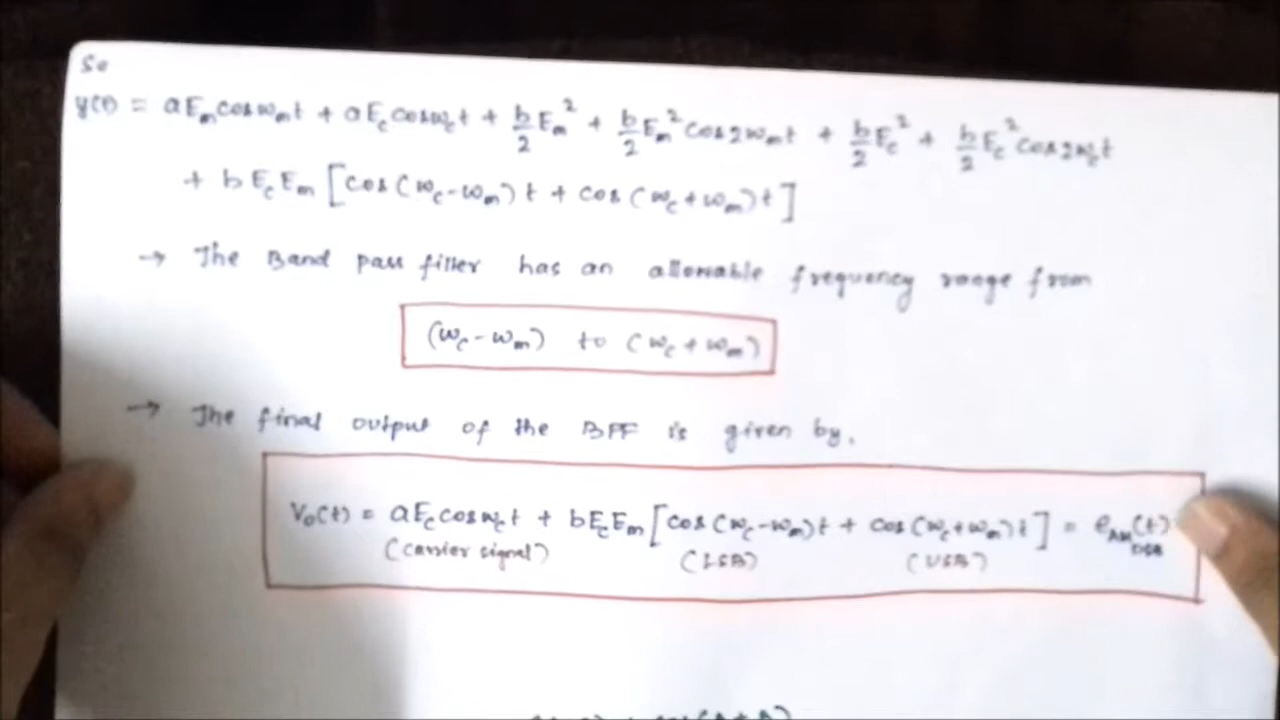 So
y(t) = aE_m cos ω_m t + aE_c cos ω_c t + b/2 E_m² + b/2 E_m² cos 2ω_m t + b/2 E_c² + b/2 E_c² cos 2ω_c t
+ b E_c E_m [cos (ω_c - ω_m) t + cos (ω_c + ω_m) t]
→ The Band pass filter has an allowable frequency range from
(ω_c - ω_m) to (ω_c + ω_m)
→ The final output of the BPF is given by,
V_o(t) = aE_c cos ω_c t + bE_c E_m [cos (ω_c - ω_m) t + cos (ω_c + ω_m) t] = e_AM(t) DSB
(carrier signal) (LSB) (USB)